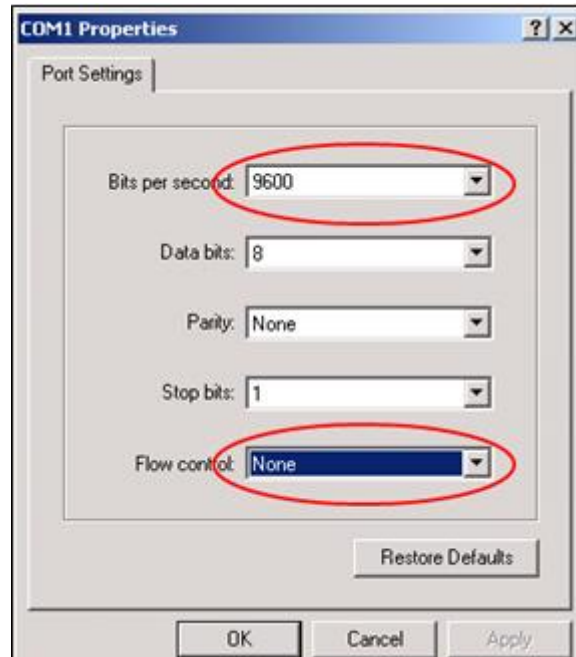 COM1 Properties
Port Settings
Bits per second: 9600
Data bits: 8
Parity: None
Stop bits: 1
Flow control: None
Restore Defaults
OK Cancel Apply